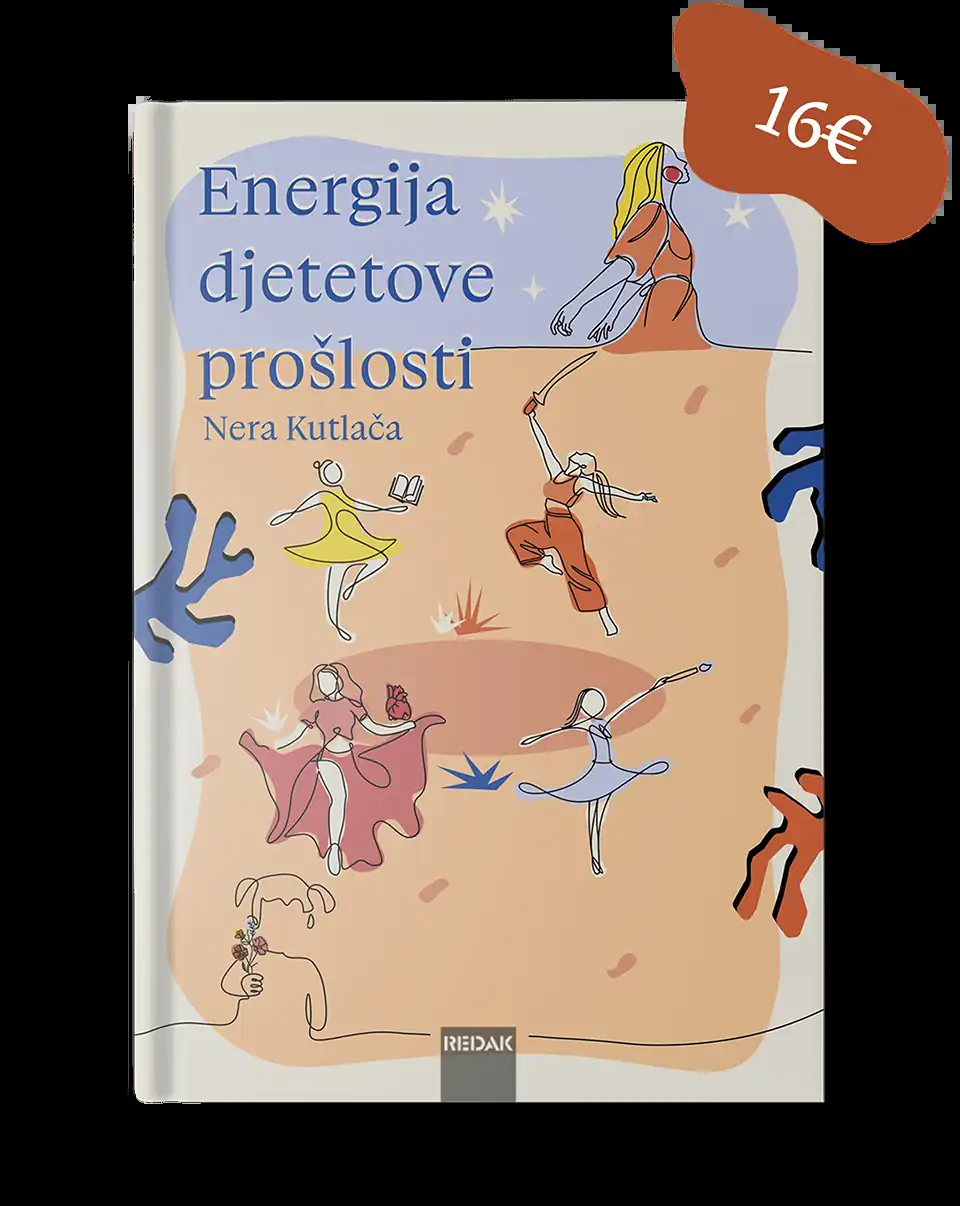 16€
Energija
djetetove
prošlosti
Nera Kutlača
REDAK